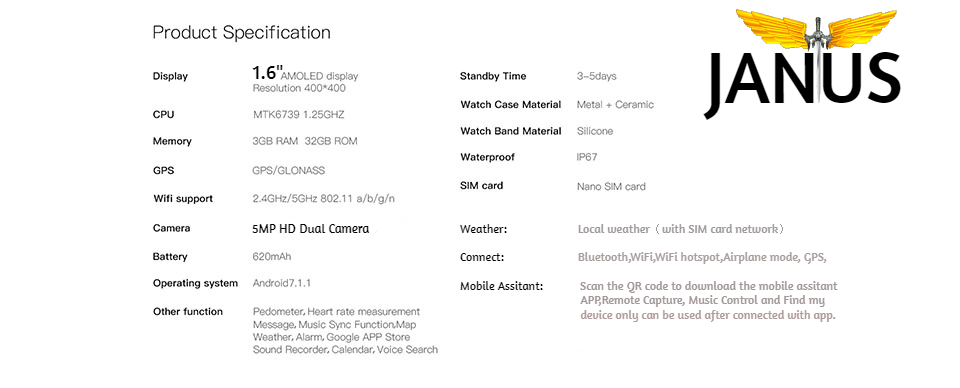 Product Specification
JANUS
Display 1.6" AMOLED display
Resolution 400*400
CPU MTK6739 1.25GHZ
Memory 3GB RAM 32GB ROM
GPS GPS/GLONASS
Wifi support 2.4GHz/5GHz 802.11 a/b/g/n
Camera 5MP HD Dual Camera
Battery 620mAh
Operating system Android7.1.1
Other function Pedometer, Heart rate measurement
Message, Music Sync Function,Map
Weather, Alarm, Google APP Store
Sound Recorder, Calendar, Voice Search
Standby Time 3-5days
Watch Case Material Metal + Ceramic
Watch Band Material Silicone
Waterproof IP67
SIM card Nano SIM card
Weather: Local weather（with SIM card network）
Connect: Bluetooth,WiFi,WiFi hotspot,Airplane mode, GPS,
Mobile Assitant: Scan the QR code to download the mobile assitant
APP,Remote Capture, Music Control and Find my
device only can be used after connected with app.